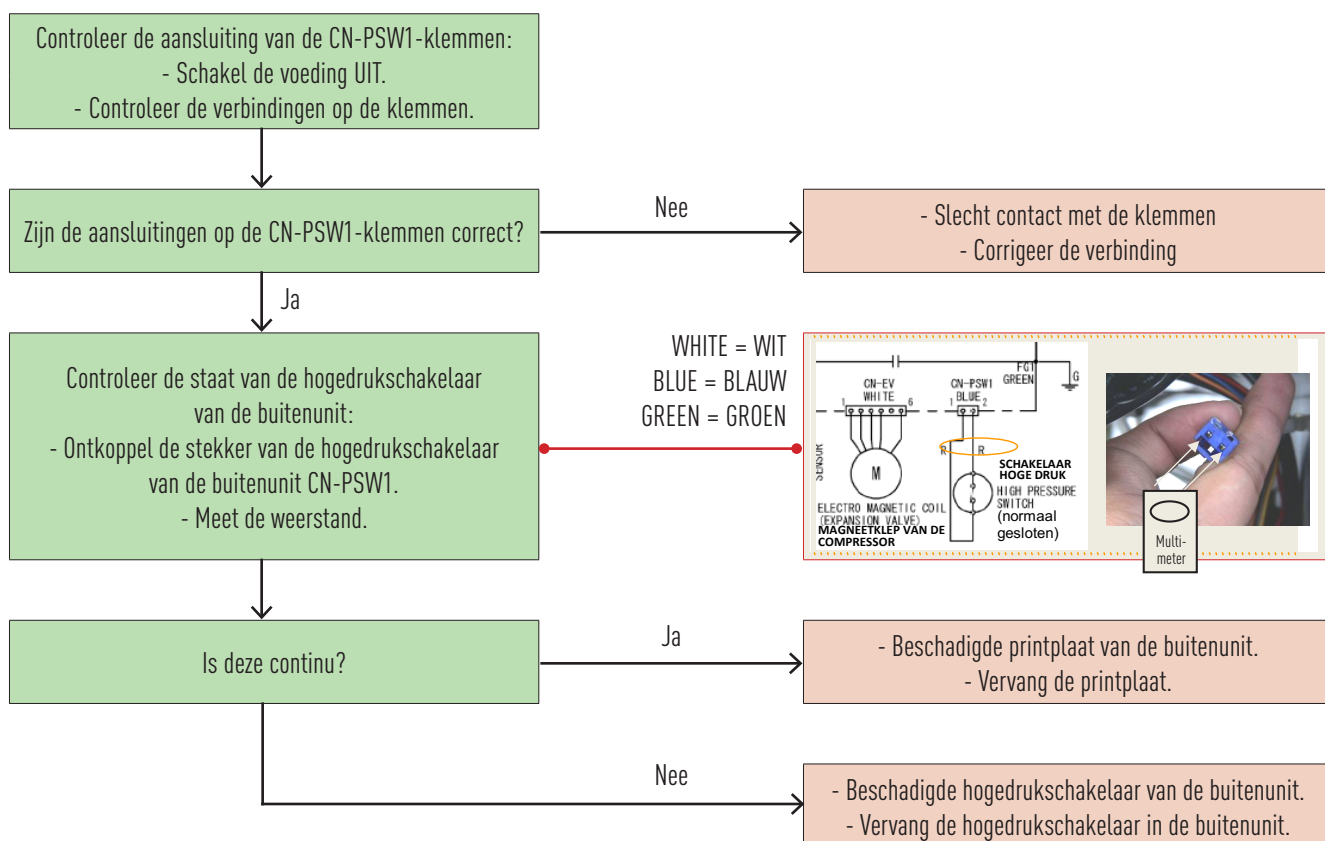 Controleer de aansluiting van de CN-PSW1-klemmen:
- Schakel de voeding UIT.
- Controleer de verbindingen op de klemmen.
Zijn de aansluitingen op de CN-PSW1-klemmen correct?
Nee
- Slecht contact met de klemmen
- Corrigeer de verbinding
Ja
Controleer de staat van de hogedrukschakelaar
van de buitenunit:
- Ontkoppel de stekker van de hogedrukschakelaar
van de buitenunit CN-PSW1.
- Meet de weerstand.
WHITE = WIT
BLUE = BLAUW
GREEN = GROEN
FG1
GREEN
G
CN-EV
WHITE
CN-PSW1
BLUE
1
6
1
2
SENSOR
R
R
M
SCHAKELAAR
HOGE DRUK
HIGH PRESSURE
SWITCH
(normaal
gesloten)
ELECTRO MAGNETIC COIL
(EXPANSION VALVE)
MAGNEETKLEP VAN DE
COMPRESSOR
Multi-
meter
Is deze continu?
Ja
- Beschadigde printplaat van de buitenunit.
- Vervang de printplaat.
Nee
- Beschadigde hogedrukschakelaar van de buitenunit.
- Vervang de hogedrukschakelaar in de buitenunit.